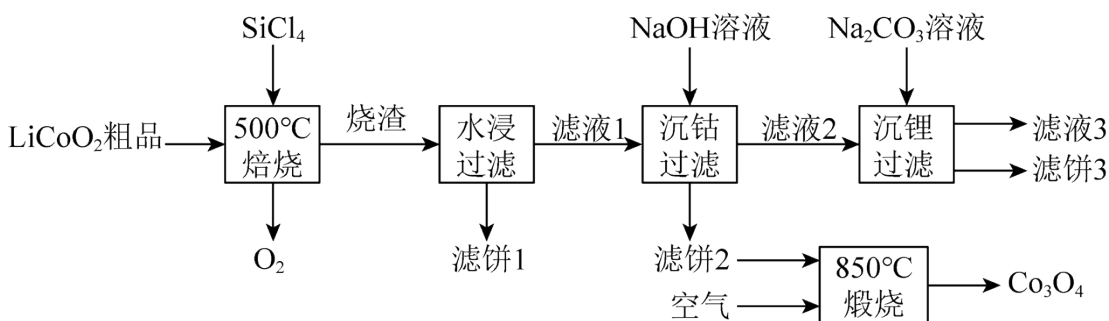 SiCl₄
NaOH溶液
Na₂CO₃溶液
LiCoO₂粗品
500℃
焙烧
烧渣
水浸
过滤
滤液1
沉钴
过滤
滤液2
沉锂
过滤
滤液3
滤饼3
O₂
滤饼1
滤饼2
空气
850℃
煅烧
Co₃O₄